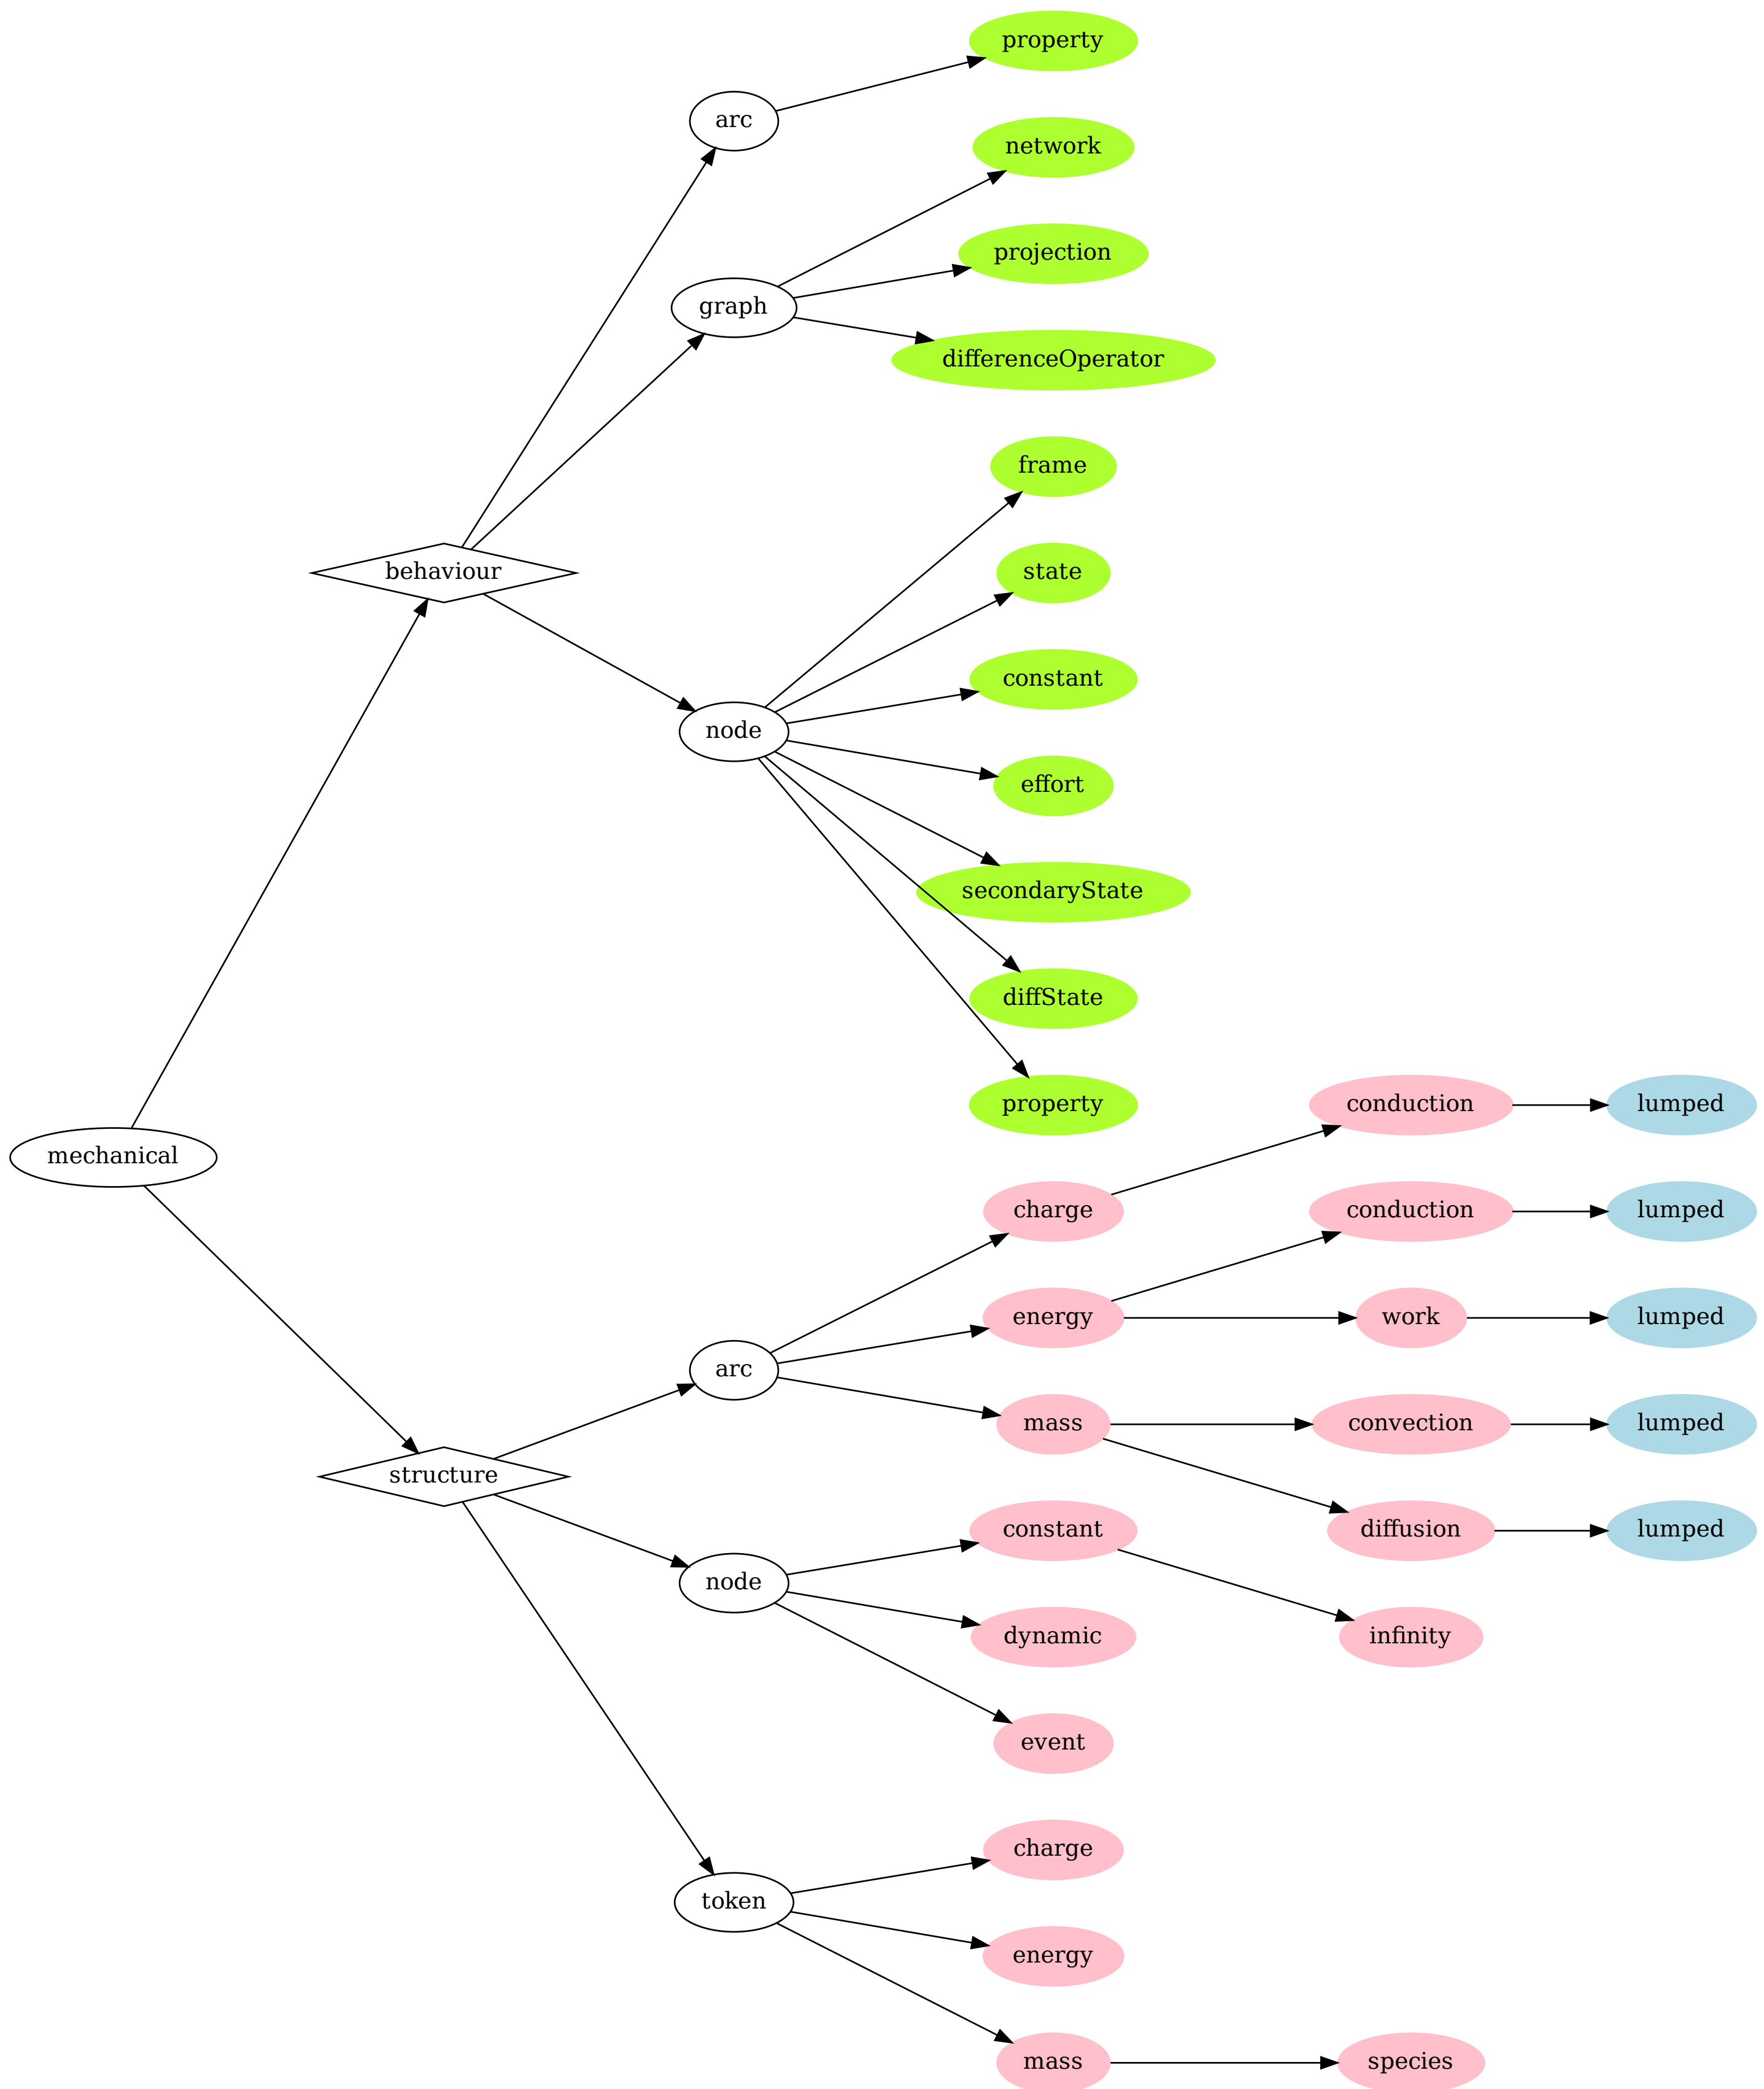 property
arc
network
projection
graph
differenceOperator
frame
behaviour
state
constant
node
effort
secondaryState
diffState
property
conduction
lumped
mechanical
charge
conduction
lumped
energy
work
lumped
arc
mass
convection
lumped
structure
constant
diffusion
lumped
node
dynamic
infinity
event
charge
token
energy
mass
species